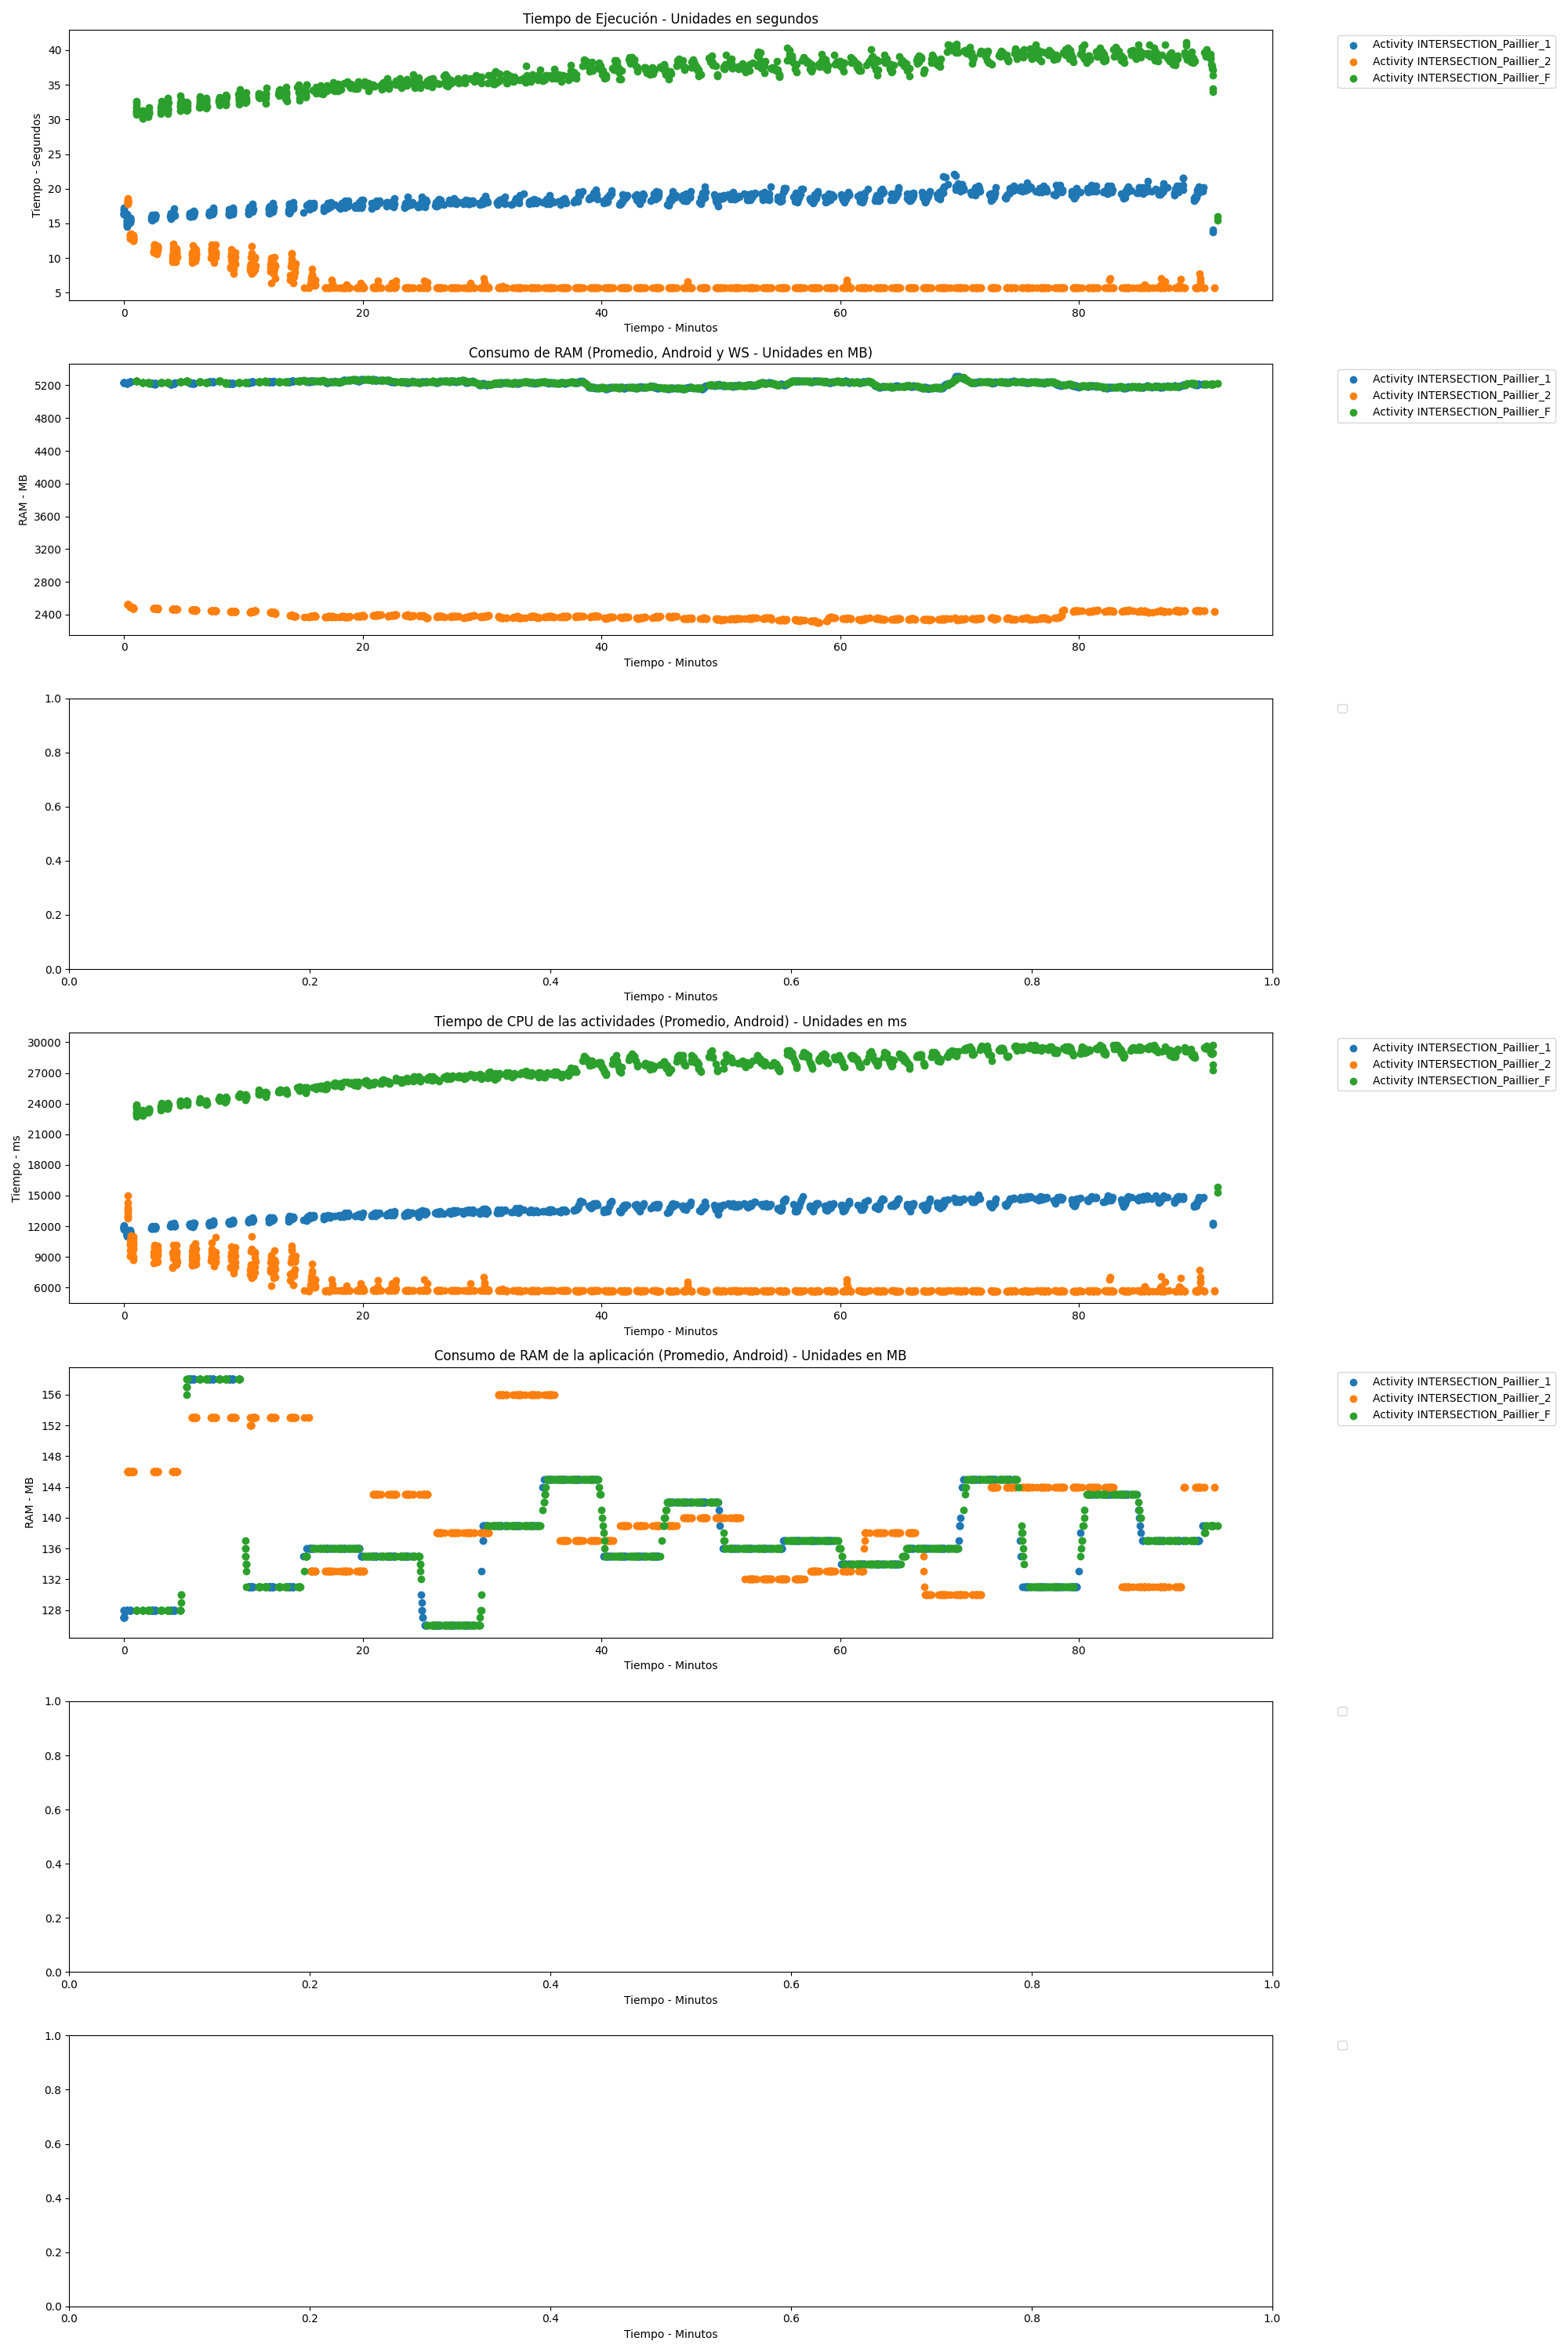 Tiempo de Ejecución - Unidades en segundos
40
35
30
25
20
15
10
5
Tiempo - Segundos
0 20 40 60 80
Tiempo - Minutos
Activity INTERSECTION_Paillier_1
Activity INTERSECTION_Paillier_2
Activity INTERSECTION_Paillier_F
Consumo de RAM (Promedio, Android y WS - Unidades en MB)
5200
4800
4400
4000
3600
3200
2800
2400
RAM - MB
0 20 40 60 80
Tiempo - Minutos
Activity INTERSECTION_Paillier_1
Activity INTERSECTION_Paillier_2
Activity INTERSECTION_Paillier_F
1.0
0.8
0.6
0.4
0.2
0.0
0.0 0.2 0.4 0.6 0.8 1.0
Tiempo - Minutos
Tiempo de CPU de las actividades (Promedio, Android) - Unidades en ms
30000
27000
24000
21000
18000
15000
12000
9000
6000
Tiempo - ms
0 20 40 60 80
Tiempo - Minutos
Activity INTERSECTION_Paillier_1
Activity INTERSECTION_Paillier_2
Activity INTERSECTION_Paillier_F
Consumo de RAM de la aplicación (Promedio, Android) - Unidades en MB
156
152
148
144
140
136
132
128
RAM - MB
0 20 40 60 80
Tiempo - Minutos
Activity INTERSECTION_Paillier_1
Activity INTERSECTION_Paillier_2
Activity INTERSECTION_Paillier_F
1.0
0.8
0.6
0.4
0.2
0.0
0.0 0.2 0.4 0.6 0.8 1.0
Tiempo - Minutos
1.0
0.8
0.6
0.4
0.2
0.0
0.0 0.2 0.4 0.6 0.8 1.0
Tiempo - Minutos